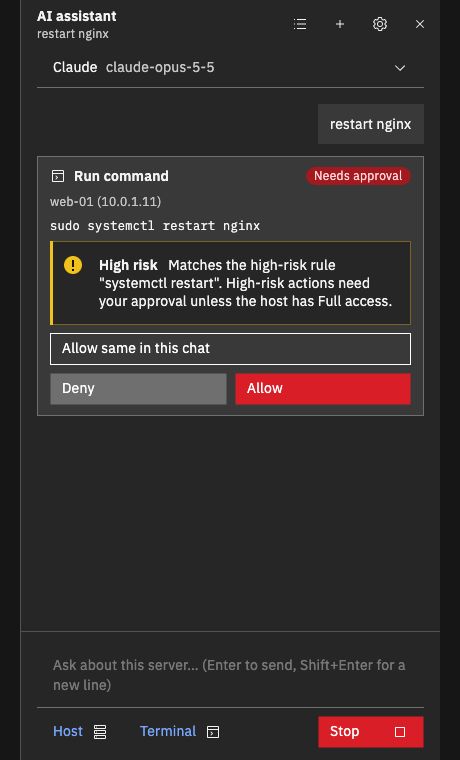 AI assistant
restart nginx
Claude claude-opus-5-5
restart nginx
Run command
Needs approval
web-01 (10.0.1.11)
sudo systemctl restart nginx
High risk Matches the high-risk rule
"systemctl restart". High-risk actions need
your approval unless the host has Full access.
Allow same in this chat
Deny
Allow
Ask about this server... (Enter to send, Shift+Enter for a
new line)
Host
Terminal
Stop